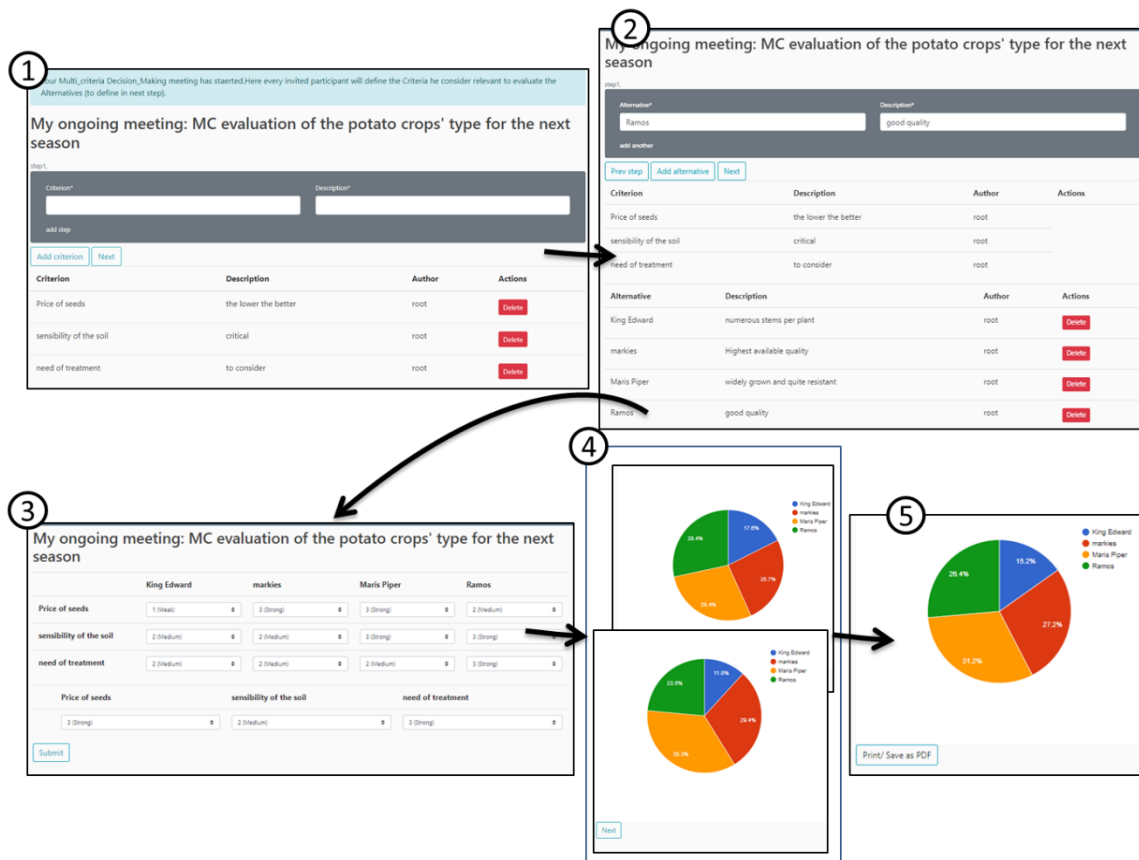 1
our Multi_criteria Decision_Making meeting has staerted.Here every invited participant will define the Criteria he consider relevant to evaluate the
Alternatives (to define in next step).
My ongoing meeting: MC evaluation of the potato crops' type for the next
season
step1,
Criterion* Description*
add step
Add criterion Next
Criterion Description Author Actions
Price of seeds the lower the better root Delete
sensibility of the soil critical root Delete
need of treatment to consider root Delete
2
My ongoing meeting: MC evaluation of the potato crops' type for the next
season
step1,
Alternative* Description*
Ramos good quality
add another
Prev step Add alternative Next
Criterion Description Author Actions
Price of seeds the lower the better root
sensibility of the soil critical root
need of treatment to consider root
Alternative Description Author Actions
King Edward numerous stems per plant root Delete
markies Highest available quality root Delete
Maris Piper widely grown and quite resistant root Delete
Ramos good quality root Delete
3
My ongoing meeting: MC evaluation of the potato crops' type for the next
season
King Edward markies Maris Piper Ramos
Price of seeds 1 (Weak) 3 (Strong) 3 (Strong) 2 (Medium)
sensibility of the soil 2 (Medium) 2 (Medium) 3 (Strong) 3 (Strong)
need of treatment 2 (Medium) 2 (Medium) 2 (Medium) 3 (Strong)
Price of seeds sensibility of the soil need of treatment
3 (Strong) 2 (Medium) 3 (Strong)
Submit
4
King Edward
markies
Maris Piper
Ramos
17.6%
26.7%
28.4%
28.4%
King Edward
markies
Maris Piper
Ramos
11.8%
29.4%
23.5%
Next
5
King Edward
markies
Maris Piper
Ramos
15.2%
27.2%
31.2%
26.4%
Print/ Save as PDF